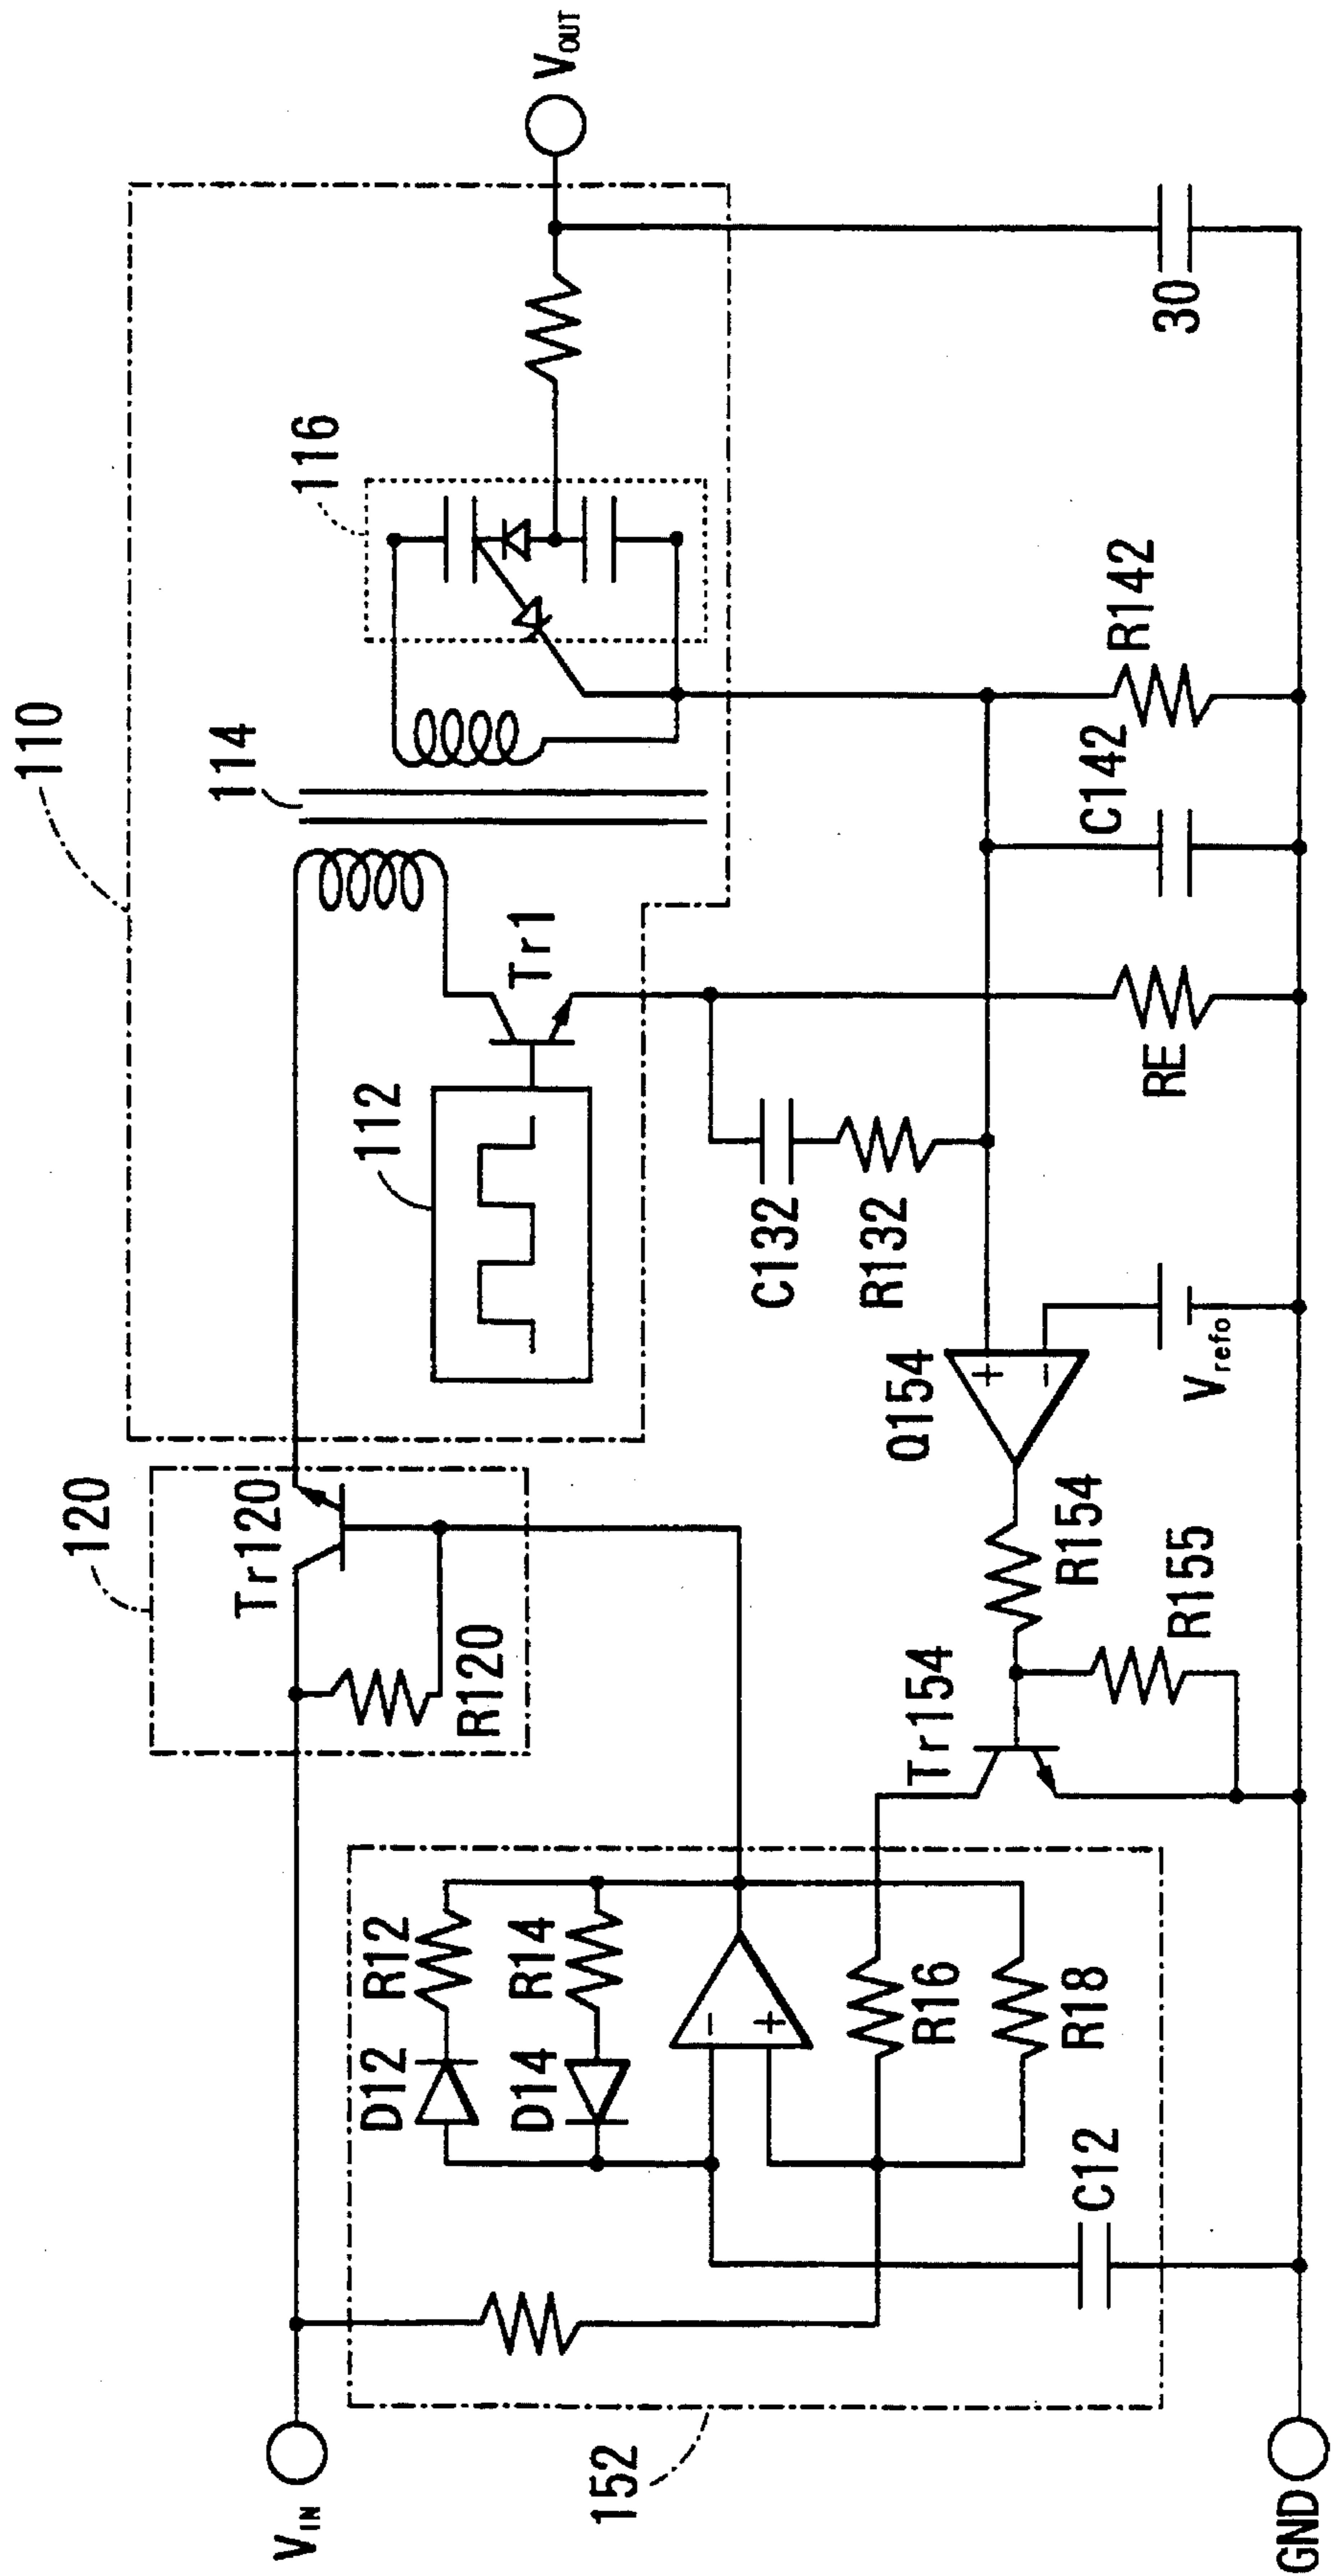 110
120
114
116
Tr120
R120
112
Tr1
VIN
VOUT
152
D12
R12
D14
R14
−
+
R16
R18
C12
Tr154
R154
R155
Q154
+
−
Vrefo
C132
R132
RE
C142
R142
30
GND